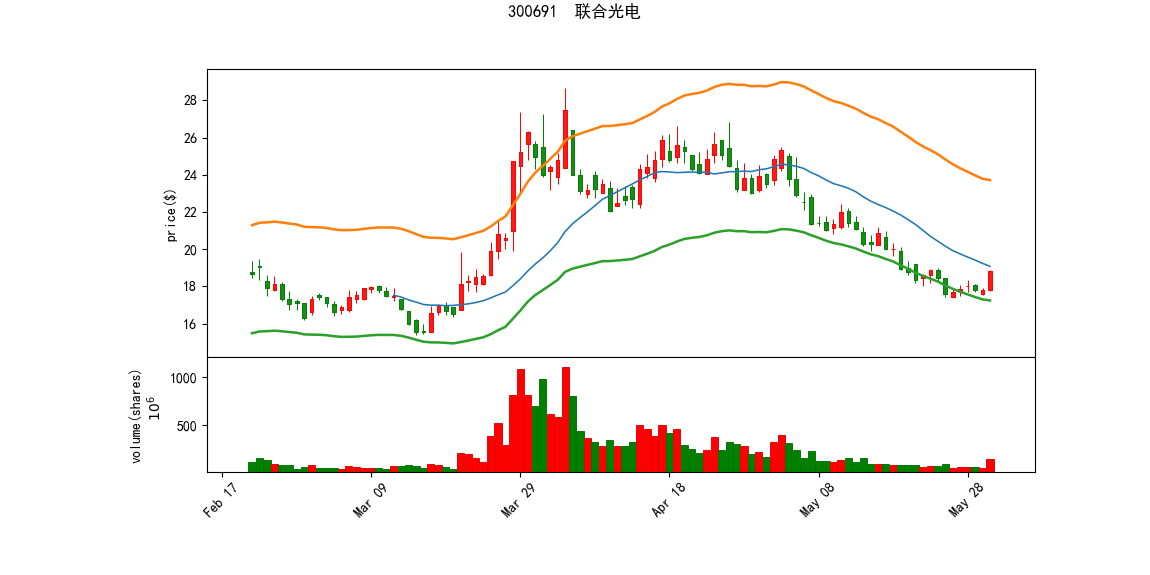 300691  联合光电
price($)
28
26
24
22
20
18
16
volume(shares)
10^6
1000
500
Feb 17
Mar 09
Mar 29
Apr 18
May 08
May 28